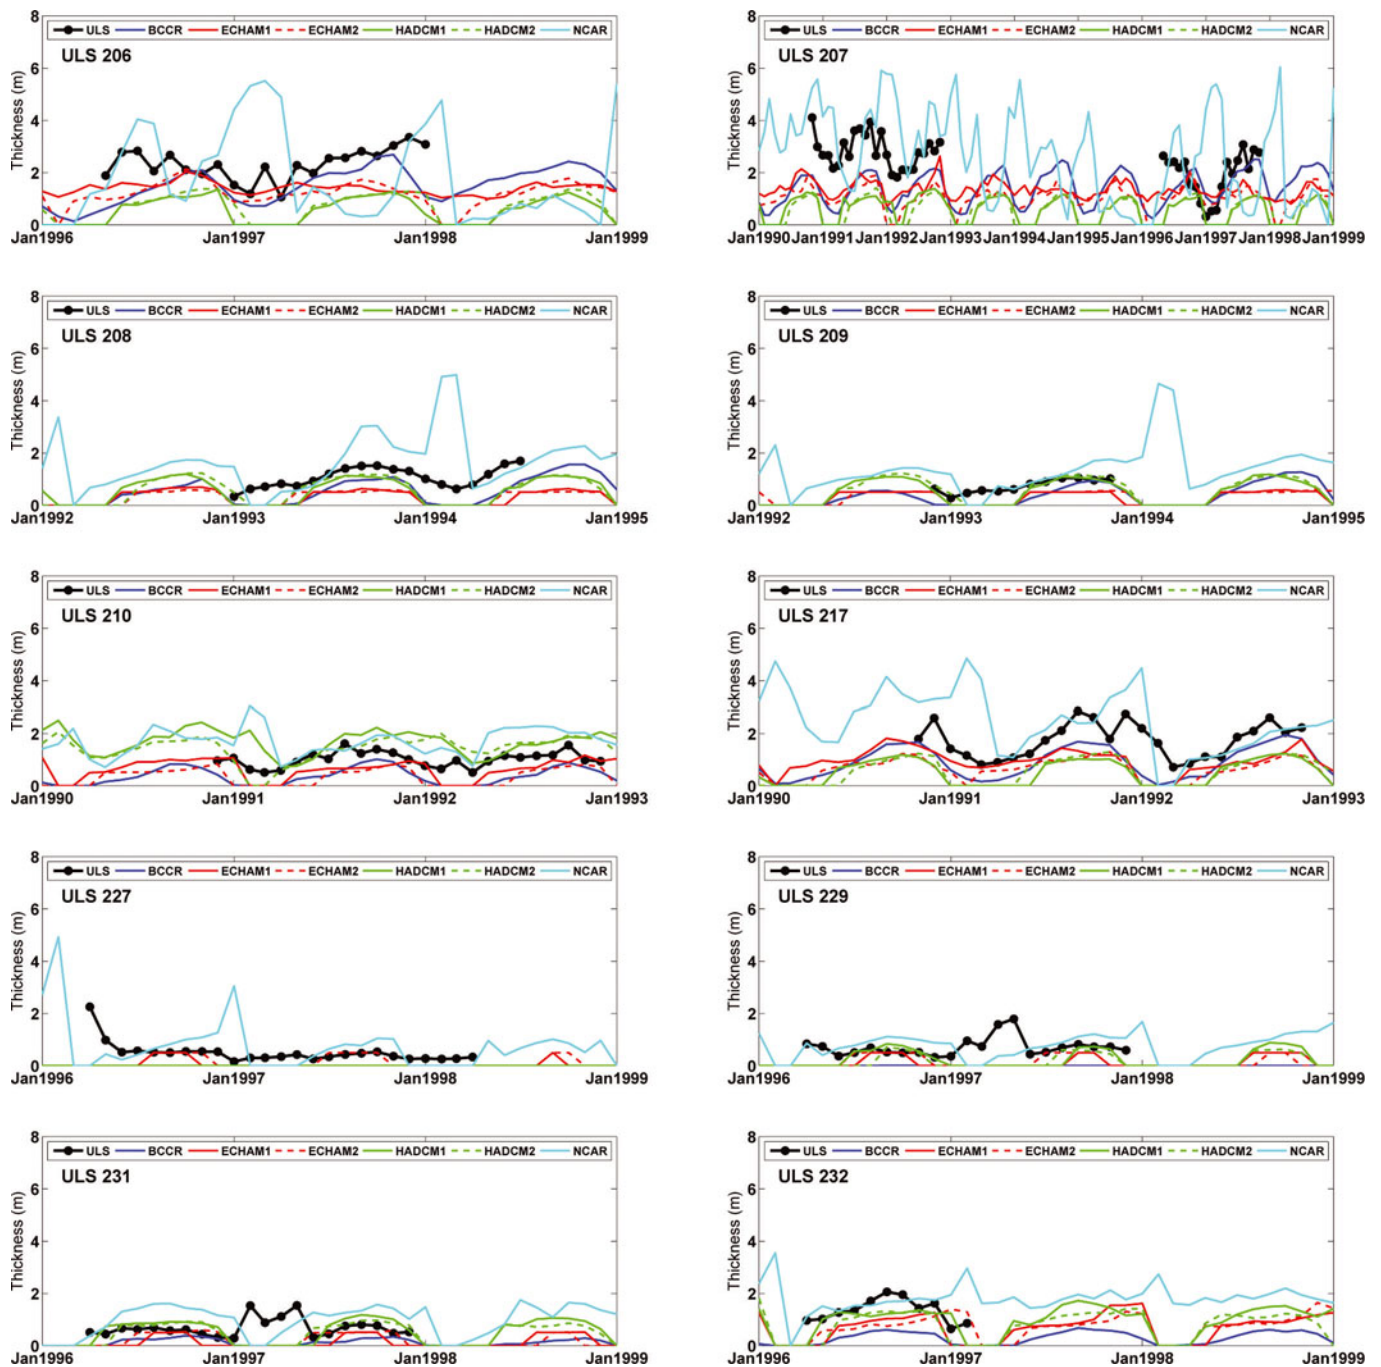 8
ULS BCCR ECHAM1 ECHAM2 HADCM1 HADCM2 NCAR
ULS 206
6
4
2
0
Thickness (m)
Jan1996 Jan1997 Jan1998 Jan1999
8
ULS BCCR ECHAM1 ECHAM2 HADCM1 HADCM2 NCAR
ULS 207
6
4
2
0
Thickness (m)
Jan1990 Jan1991 Jan1992 Jan1993 Jan1994 Jan1995 Jan1996 Jan1997 Jan1998 Jan1999
8
ULS BCCR ECHAM1 ECHAM2 HADCM1 HADCM2 NCAR
ULS 208
6
4
2
0
Thickness (m)
Jan1992 Jan1993 Jan1994 Jan1995
8
ULS BCCR ECHAM1 ECHAM2 HADCM1 HADCM2 NCAR
ULS 209
6
4
2
0
Thickness (m)
Jan1992 Jan1993 Jan1994 Jan1995
8
ULS BCCR ECHAM1 ECHAM2 HADCM1 HADCM2 NCAR
ULS 210
6
4
2
0
Thickness (m)
Jan1990 Jan1991 Jan1992 Jan1993
8
ULS BCCR ECHAM1 ECHAM2 HADCM1 HADCM2 NCAR
ULS 217
6
4
2
0
Thickness (m)
Jan1990 Jan1991 Jan1992 Jan1993
8
ULS BCCR ECHAM1 ECHAM2 HADCM1 HADCM2 NCAR
ULS 227
6
4
2
0
Thickness (m)
Jan1996 Jan1997 Jan1998 Jan1999
8
ULS BCCR ECHAM1 ECHAM2 HADCM1 HADCM2 NCAR
ULS 229
6
4
2
0
Thickness (m)
Jan1996 Jan1997 Jan1998 Jan1999
8
ULS BCCR ECHAM1 ECHAM2 HADCM1 HADCM2 NCAR
ULS 231
6
4
2
0
Thickness (m)
Jan1996 Jan1997 Jan1998 Jan1999
8
ULS BCCR ECHAM1 ECHAM2 HADCM1 HADCM2 NCAR
ULS 232
6
4
2
0
Thickness (m)
Jan1996 Jan1997 Jan1998 Jan1999